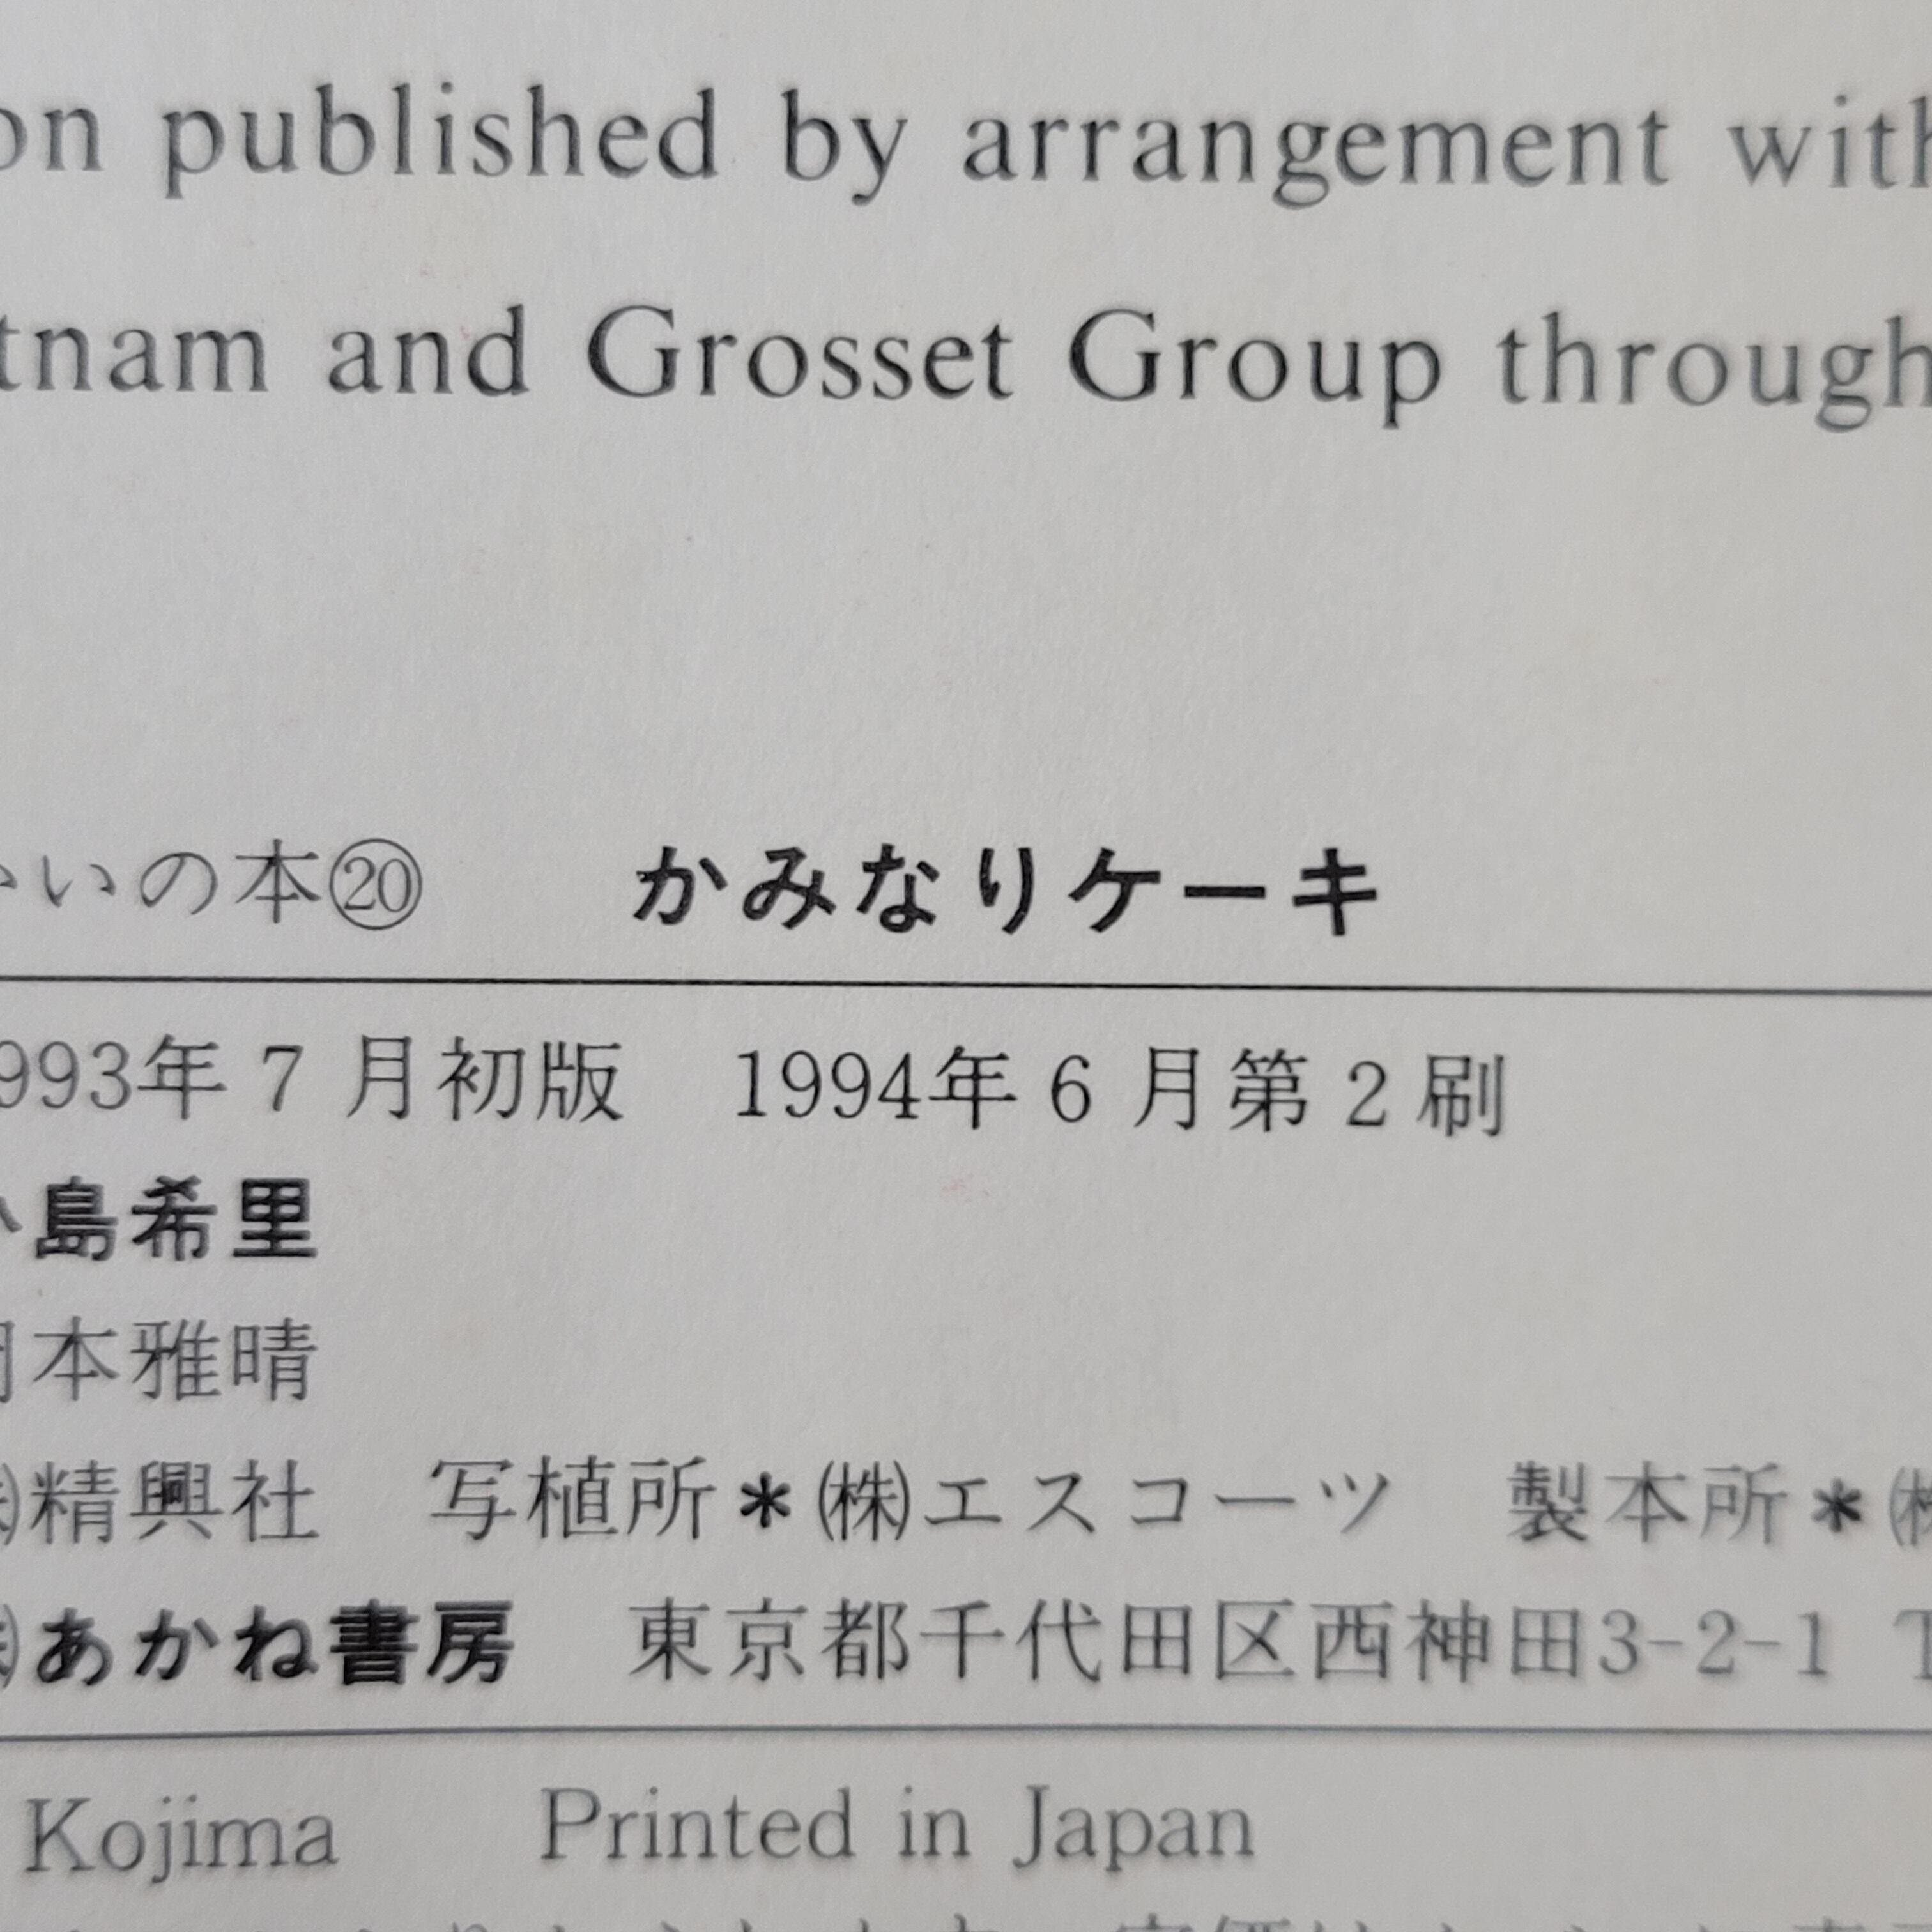 on published by arrangement with
tnam and Grosset Group through
いの本⑳ かみなりケーキ
993年7月初版 1994年6月第2刷
島希里
本雅晴
精興社 写植所*㈱エスコーツ 製本所*㈱
あかね書房 東京都千代田区西神田3-2-1
Kojima Printed in Japan